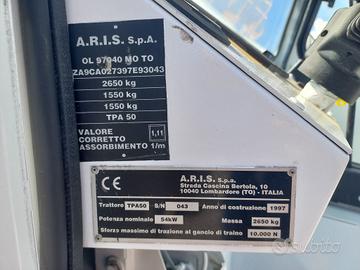 A.R.I.S. S.p.A.
OL 97040 MO TO
ZA9CA027397E93043
2650 kg
1550 kg
1550 kg
TPA 50
VALORE
CORRETTO
ASSORBIMENTO 1/m
1,11
CE
A.R.I.S. S.p.a.
Strada Cascina Bertola, 10
10040 Lombardore (TO) - ITALIA
Trattore TPA50 S/N 043 Anno di costruzione 1997
Potenza nominale 54kW Massa 2650 kg
Sforzo massimo di trazione al gancio di traino 10.000 N
subito